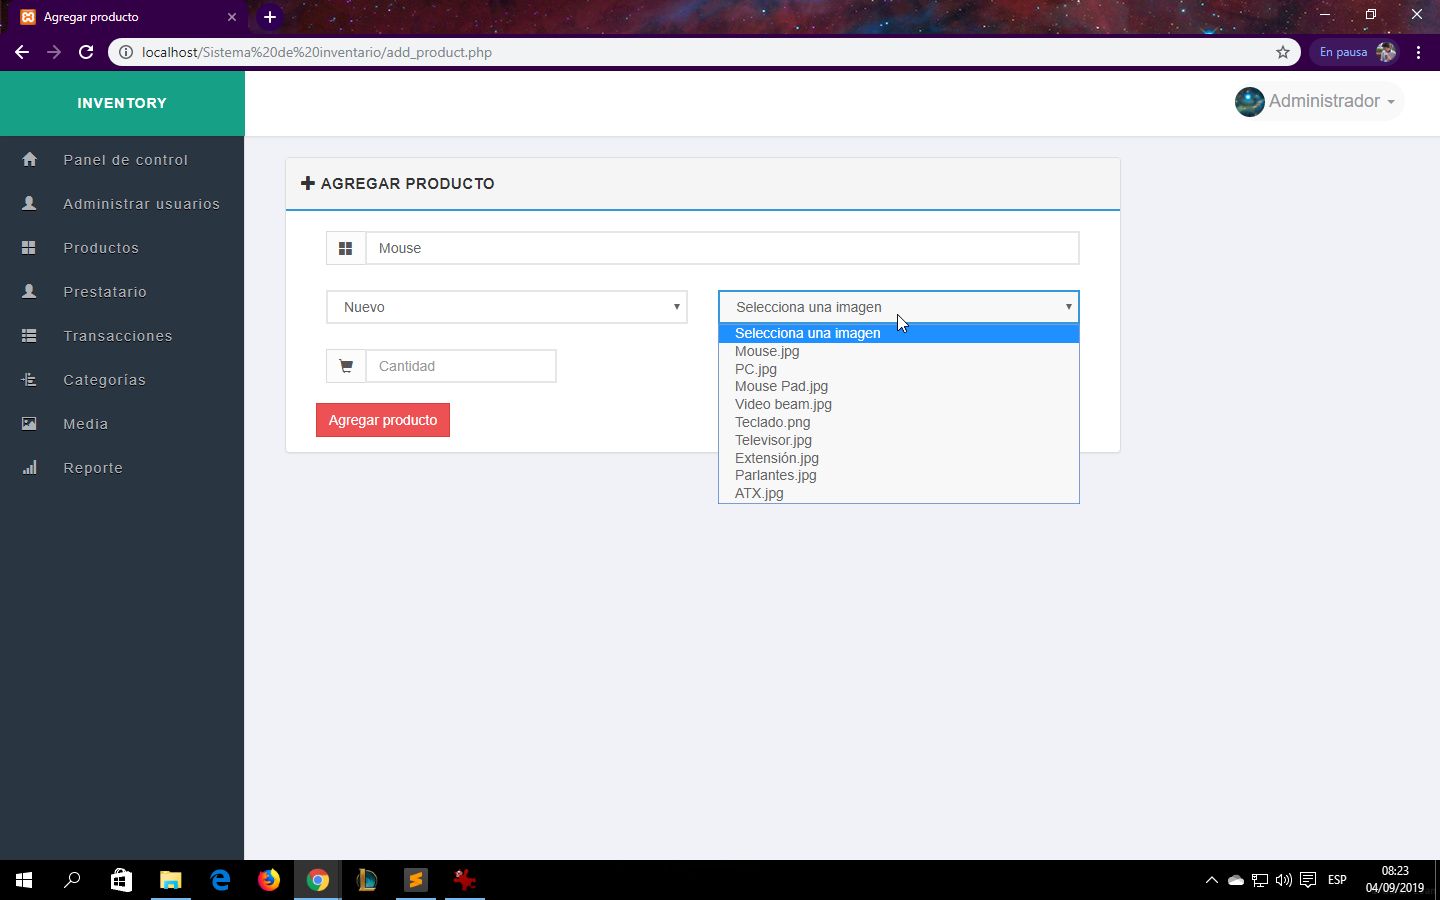 Agregar producto
localhost/Sistema%20de%20inventario/add_product.php
En pausa
INVENTORY
Administrador
Panel de control
Administrar usuarios
Productos
Prestatario
Transacciones
Categorías
Media
Reporte
AGREGAR PRODUCTO
Mouse
Nuevo
Selecciona una imagen
Selecciona una imagen
Mouse.jpg
PC.jpg
Mouse Pad.jpg
Video beam.jpg
Teclado.png
Televisor.jpg
Extensión.jpg
Parlantes.jpg
ATX.jpg
Cantidad
Agregar producto
ESP
08:23
04/09/2019